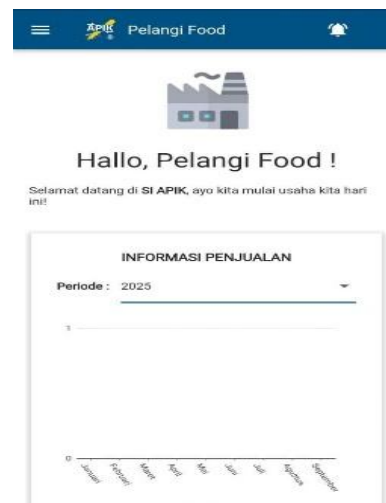 APIK Pelangi Food
Hallo, Pelangi Food !
Selamat datang di SI APIK, ayo kita mulai usaha kita hari
ini!
INFORMASI PENJUALAN
Periode : 2025
1
0
Januari Februari Maret April Mei Juni Juli Agustus September